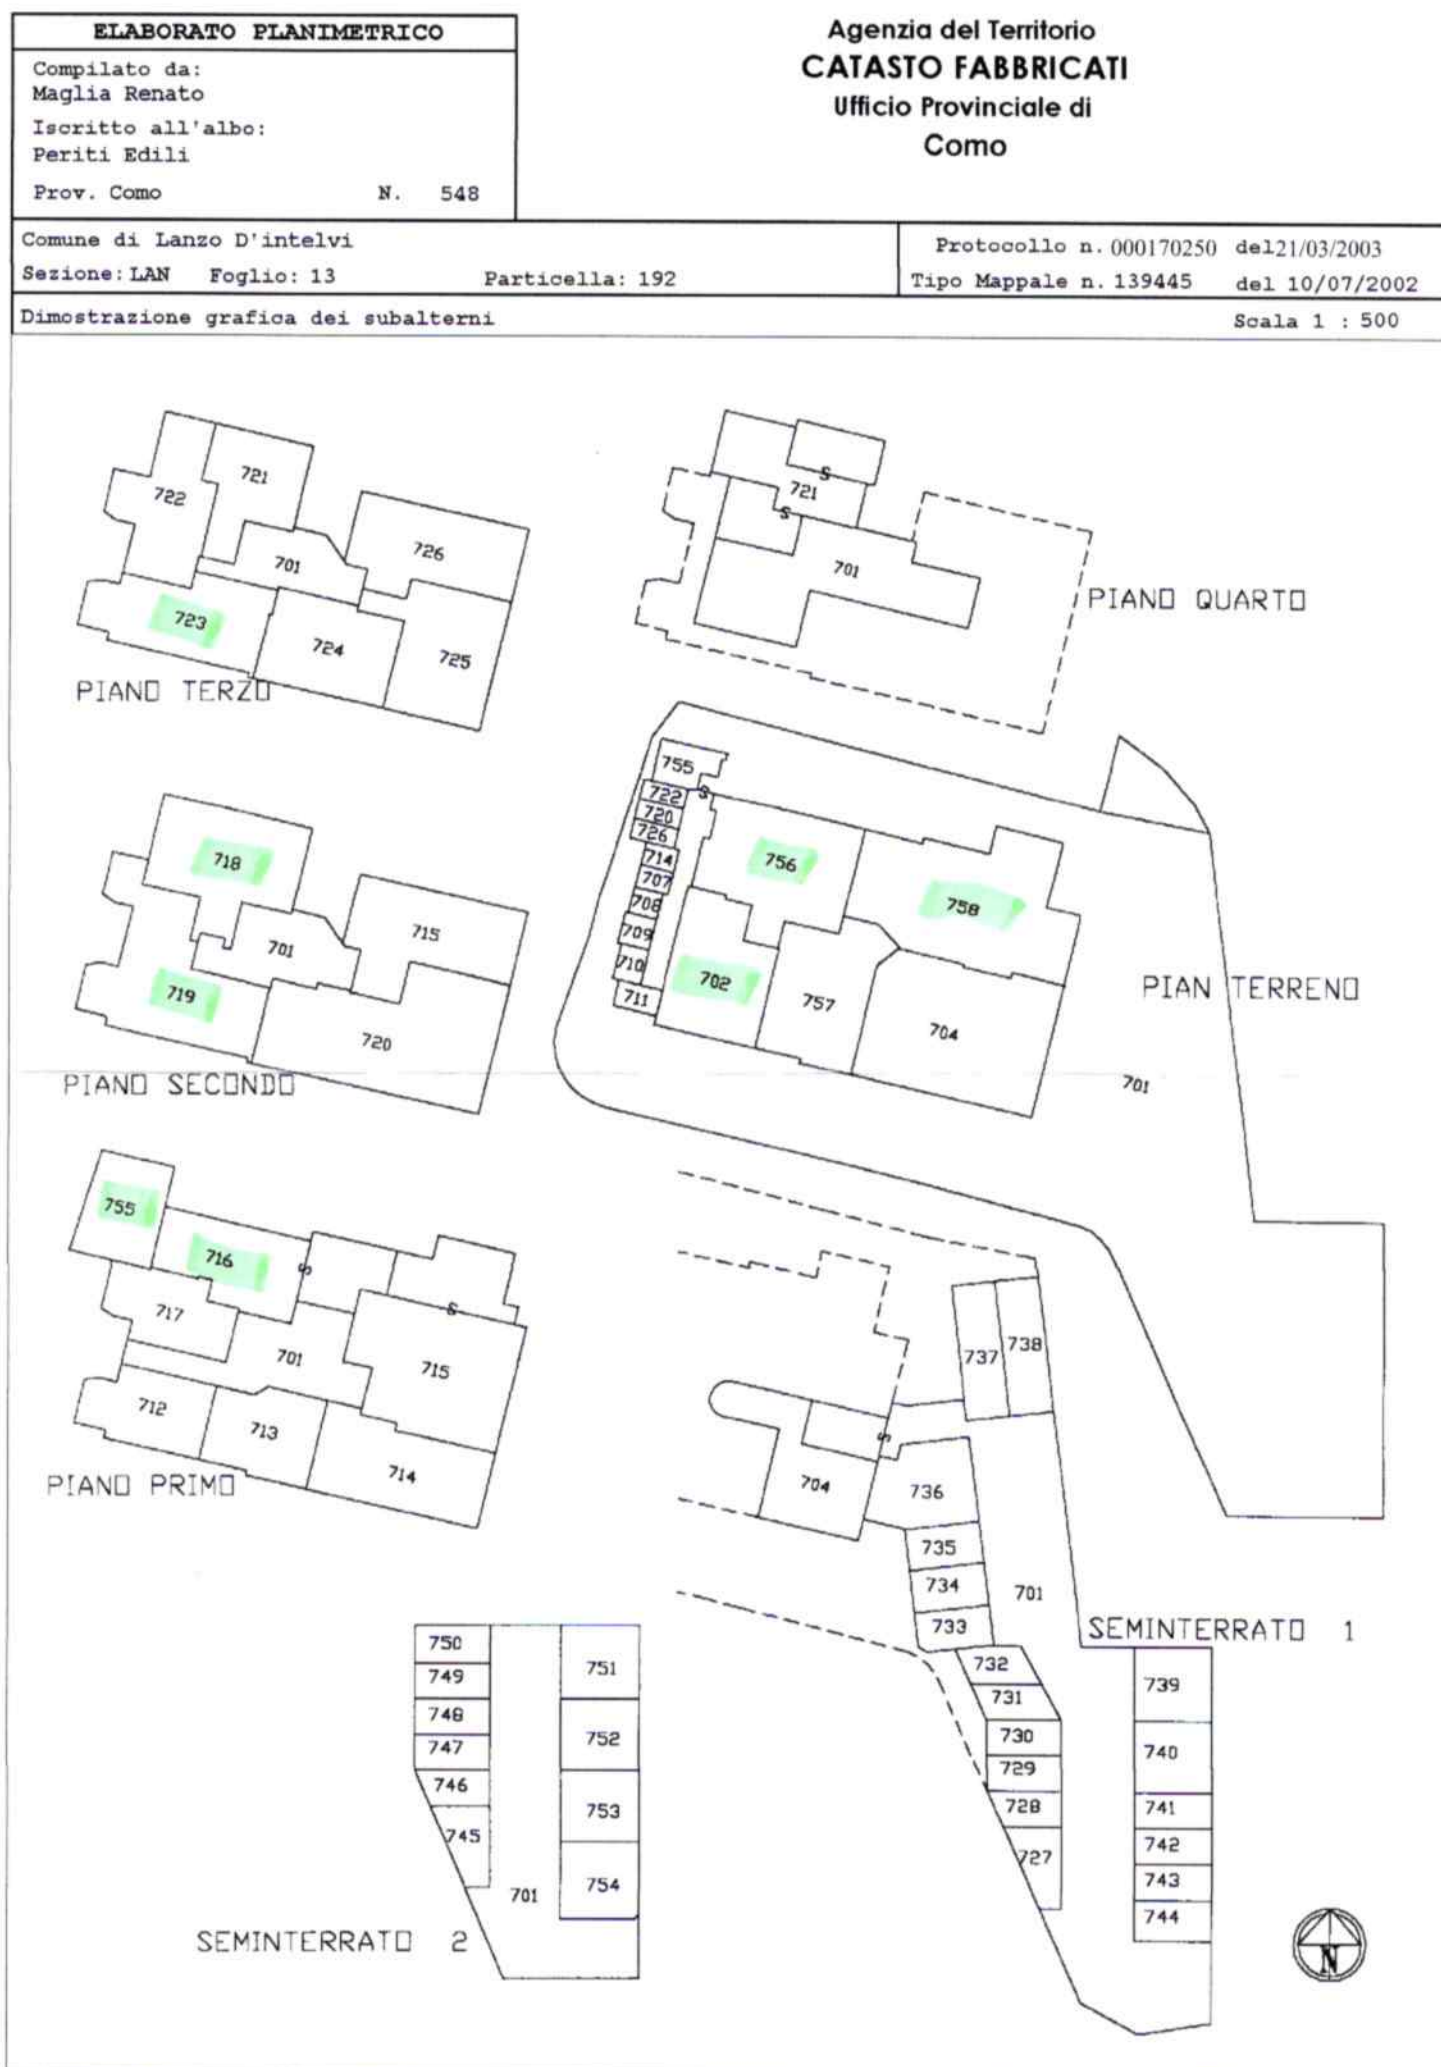 ELABORATO PLANIMETRICO
Compilato da:
Maglia Renato
Iscritto all'albo:
Periti Edili
Prov. Como N. 548
Agenzia del Territorio
CATASTO FABBRICATI
Ufficio Provinciale di
Como
Comune di Lanzo D'intelvi
Sezione: LAN Foglio: 13 Particella: 192
Protocollo n. 000170250 del 21/03/2003
Tipo Mappale n. 139445 del 10/07/2002
Dimostrazione grafica dei subalterni
Scala 1 : 500
721
722
701
726
723
724
725
PIANO TERZO
S
721
S
701
PIANO QUARTO
718
701
715
719
720
PIANO SECONDO
755
S
722
720
726
714
707
708
709
710
711
756
758
702
757
704
701
PIAN TERRENO
755
716
S
717
701
S
715
712
713
714
PIANO PRIMO
737
738
S
704
736
735
734
733
701
732
731
730
729
728
727
SEMINTERRATO 1
739
740
741
742
743
744
750
749
748
747
746
745
751
752
753
754
701
SEMINTERRATO 2
N